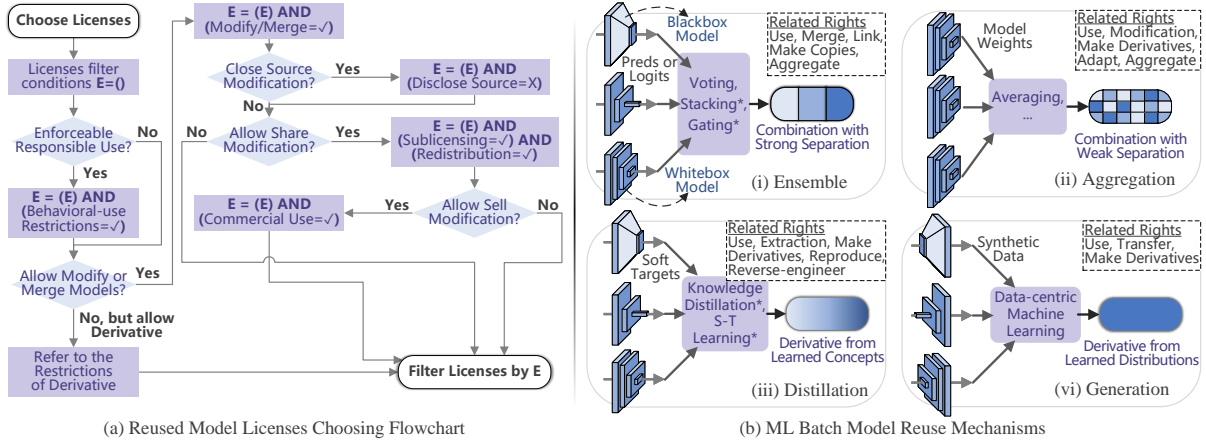 Choose Licenses
Licenses filter
conditions E=()
Enforceable
Responsible Use?
No
Yes
E = (E) AND
(Behavioral-use
Restrictions=✓)
Allow Modify or
Merge Models?
Yes
No, but allow
Derivative
Refer to the
Restrictions
of Derivative
E = (E) AND
(Modify/Merge=✓)
Close Source
Modification?
Yes
E = (E) AND
(Disclose Source=X)
No
No
Allow Share
Modification?
Yes
E = (E) AND
(Sublicensing=✓) AND
(Redistribution=✓)
E = (E) AND
(Commercial Use=✓)
Yes
Allow Sell
Modification?
No
Filter Licenses by E
(a) Reused Model Licenses Choosing Flowchart
Blackbox
Model
Preds or
Logits
Voting,
Stacking*,
Gating*
Whitebox
Model
Related Rights
Use, Merge, Link,
Make Copies,
Aggregate
Combination with
Strong Separation
(i) Ensemble
Model
Weights
Averaging,
...
Related Rights
Use, Modification,
Make Derivatives,
Adapt, Aggregate
Combination with
Weak Separation
(ii) Aggregation
Soft
Targets
Knowledge
Distillation*,
S-T
Learning*
Related Rights
Use, Extraction, Make
Derivatives, Reproduce,
Reverse-engineer
Derivative from
Learned Concepts
(iii) Distillation
Synthetic
Data
Data-centric
Machine
Learning
Related Rights
Use, Transfer,
Make Derivatives
Derivative from
Learned Distributions
(vi) Generation
(b) ML Batch Model Reuse Mechanisms